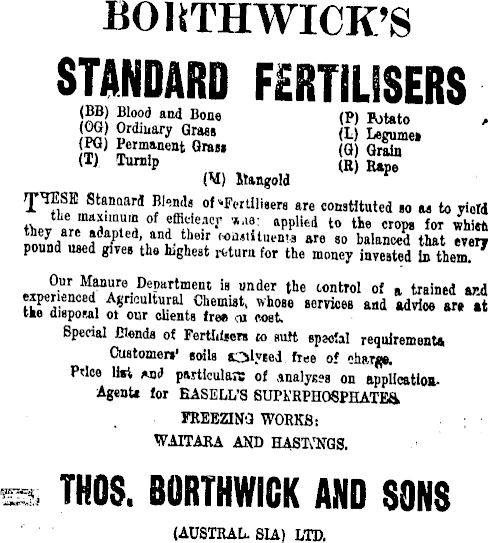 BORTHWICK'S
STANDARD FERTILISERS
(BB) Blood and Bone
(OG) Ordinary Grass
(PG) Permanent Grass
(T) Turnip
(P) Potato
(L) Legumes
(G) Grain
(R) Rape
(M) Mangold
THESE Standard Blends of Fertilisers are constituted so as to yield
the maximum of efficiency when applied to the crops for which
they are adapted, and their constituents are so balanced that every
pound used gives the highest return for the money invested in them.
Our Manure Department is under the control of a trained and
experienced Agricultural Chemist, whose services and advice are at
the disposal of our clients free of cost.
Special Blends of Fertilisers to suit special requirements
Customers' soils analysed free of charge.
Price list and particulars of analyses on application.
Agents for HASELL'S SUPERPHOSPHATES.
FREEZING WORKS:
WAITARA AND HASTINGS.
THOS. BORTHWICK AND SONS
(AUSTRAL SIA) LTD.